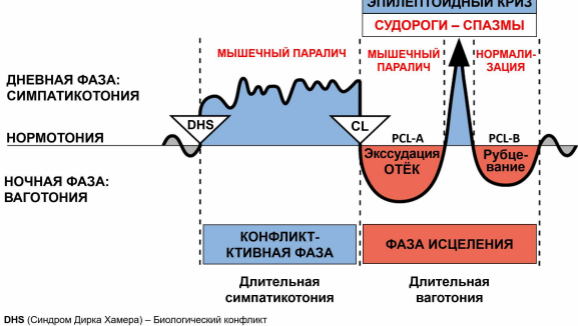 ЭПИЛЕПТОИДНЫЙ КРИЗ
СУДОРОГИ – СПАЗМЫ
МЫШЕЧНЫЙ ПАРАЛИЧ
МЫШЕЧНЫЙ
ПАРАЛИЧ
НОРМАЛИ-
ЗАЦИЯ
ДНЕВНАЯ ФАЗА:
СИМПАТИКОТОНИЯ
DHS
CL
НОРМОТОНИЯ
PCL-A
PCL-B
Экссудация
ОТЁК
Рубце-
вание
НОЧНАЯ ФАЗА:
ВАГОТОНИЯ
КОНФЛИКТ-
КТИВНАЯ ФАЗА
ФАЗА ИСЦЕЛЕНИЯ
Длительная
симпатикотония
Длительная
ваготония
DHS (Синдром Дирка Хамера) – Биологический конфликт